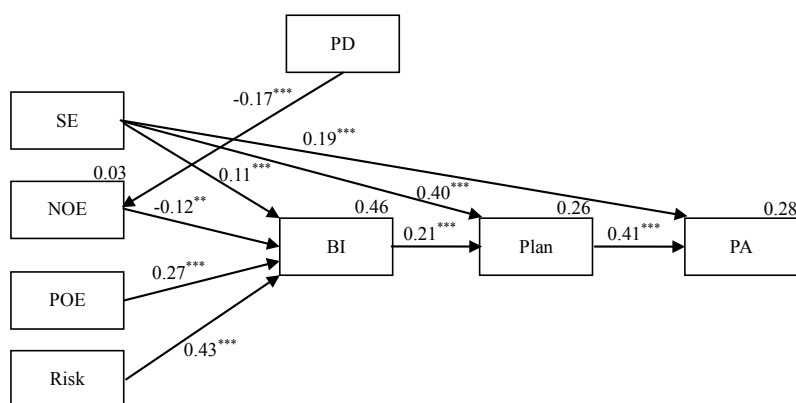 PD
-0.17***
SE
0.19***
0.03
0.11***
0.40***
NOE
-0.12**
0.46
0.26
0.28
BI
0.21***
Plan
0.41***
PA
POE
0.27***
0.43***
Risk